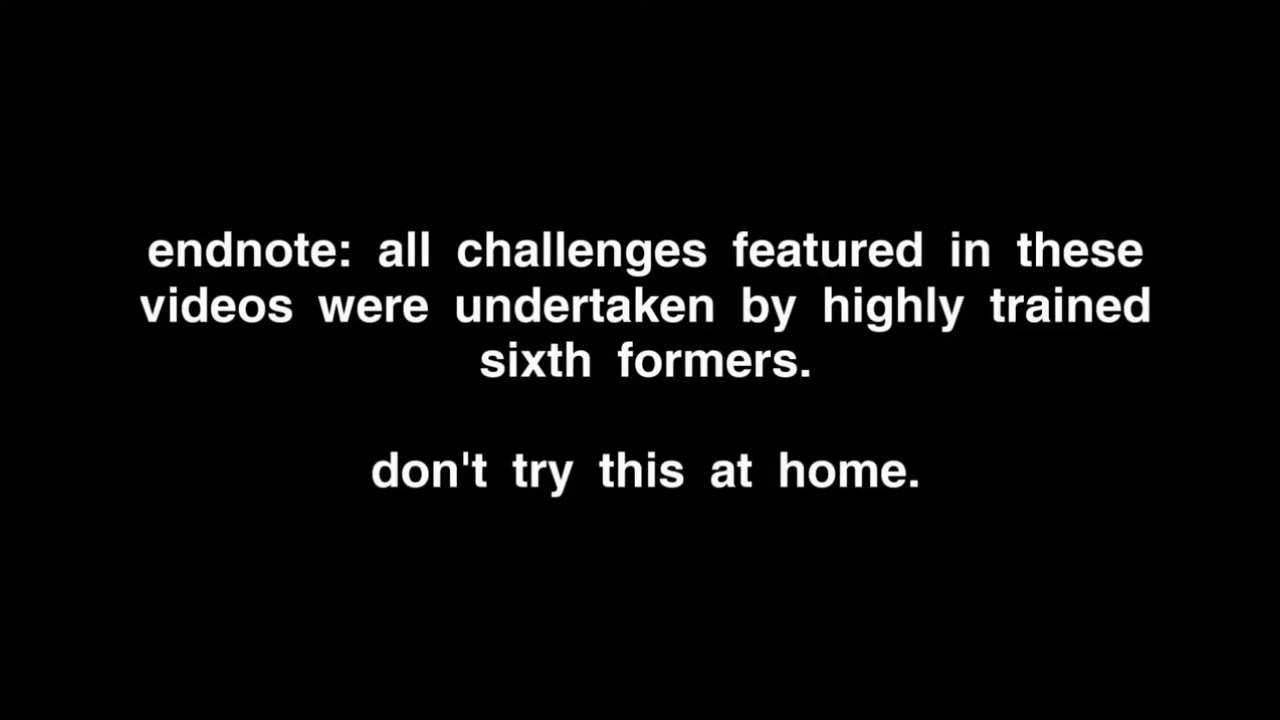 endnote: all challenges featured in these
videos were undertaken by highly trained
sixth formers.
don't try this at home.